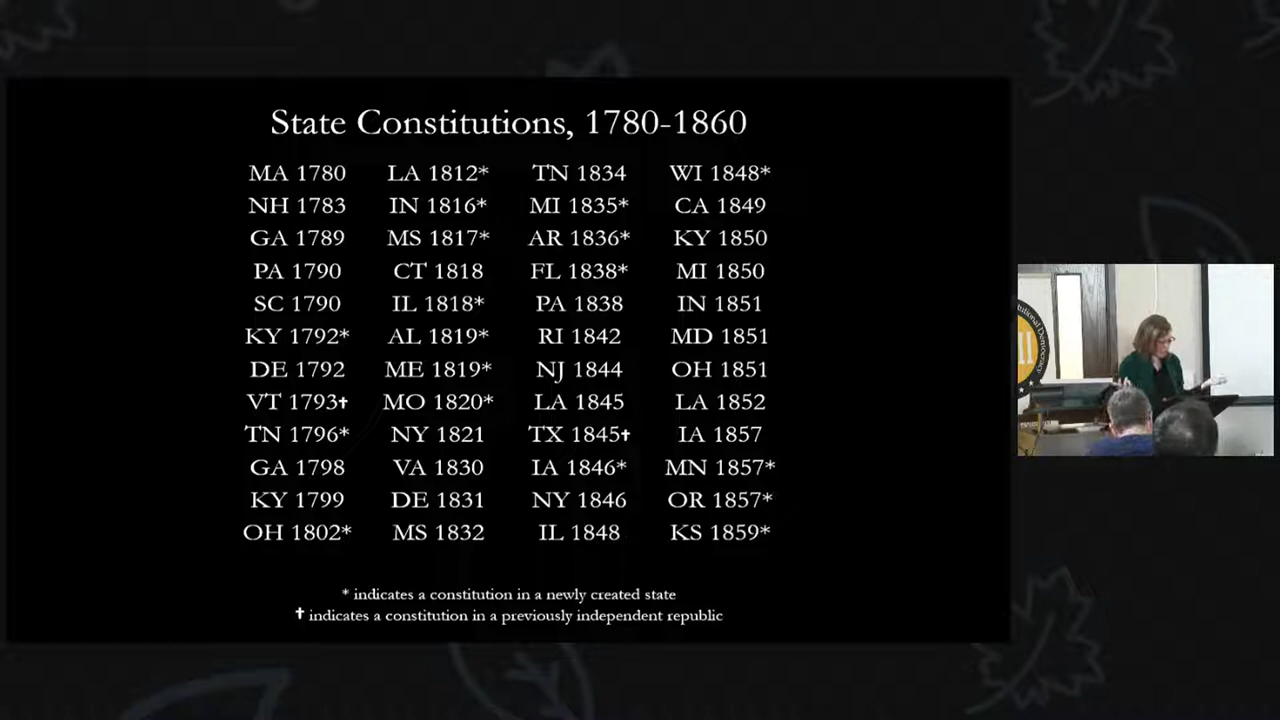 State Constitutions, 1780-1860
MA 1780 LA 1812* TN 1834 WI 1848*
NH 1783 IN 1816* MI 1835* CA 1849
GA 1789 MS 1817* AR 1836* KY 1850
PA 1790 CT 1818 FL 1838* MI 1850
SC 1790 IL 1818* PA 1838 IN 1851
KY 1792* AL 1819* RI 1842 MD 1851
DE 1792 ME 1819* NJ 1844 OH 1851
VT 1793✝ MO 1820* LA 1845 LA 1852
TN 1796* NY 1821 TX 1845✝ IA 1857
GA 1798 VA 1830 IA 1846* MN 1857*
KY 1799 DE 1831 NY 1846 OR 1857*
OH 1802* MS 1832 IL 1848 KS 1859*
* indicates a constitution in a newly created state
✝ indicates a constitution in a previously independent republic
Democracy